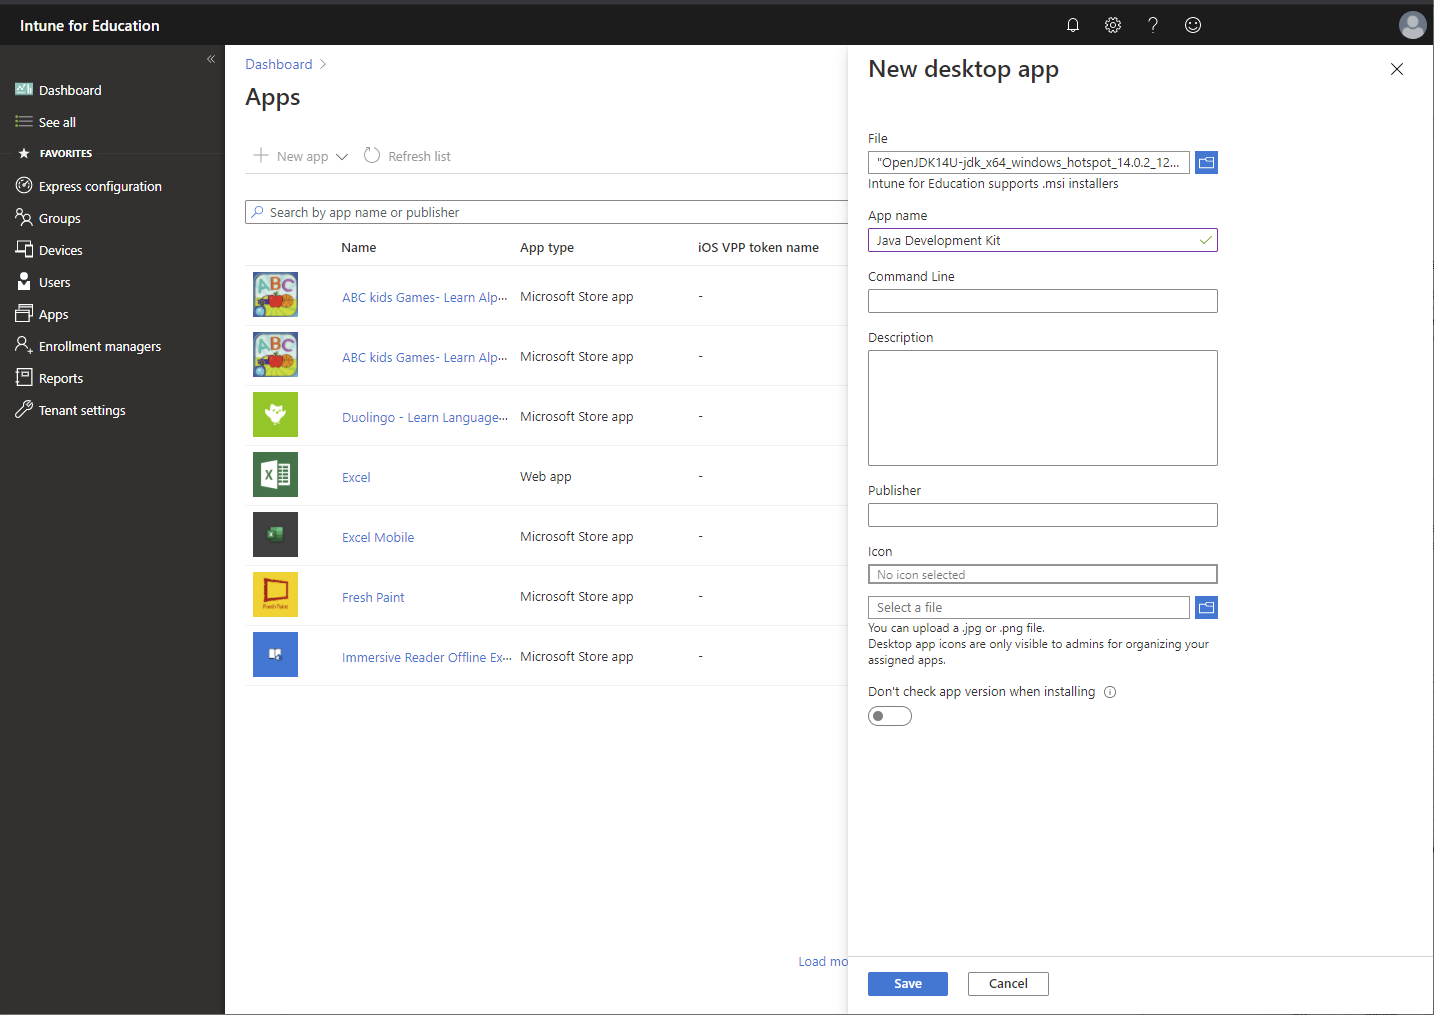 Intune for Education
Dashboard
See all
FAVORITES
Express configuration
Groups
Devices
Users
Apps
Enrollment managers
Reports
Tenant settings
Dashboard
Apps
New app
Refresh list
Search by app name or publisher
Name App type iOS VPP token name
ABC
ABC kids Games- Learn Alp... Microsoft Store app -
ABC
ABC kids Games- Learn Alp... Microsoft Store app -
Duolingo - Learn Language... Microsoft Store app -
Excel Web app -
Excel Mobile Microsoft Store app -
Fresh Paint
Fresh Paint Microsoft Store app -
Immersive Reader Offline Ex... Microsoft Store app -
Load mo
New desktop app
File
"OpenJDK14U-jdk_x64_windows_hotspot_14.0.2_12...
Intune for Education supports .msi installers
App name
Java Development Kit
Command Line
Description
Publisher
Icon
No icon selected
Select a file
You can upload a .jpg or .png file.
Desktop app icons are only visible to admins for organizing your
assigned apps.
Don't check app version when installing
Save
Cancel